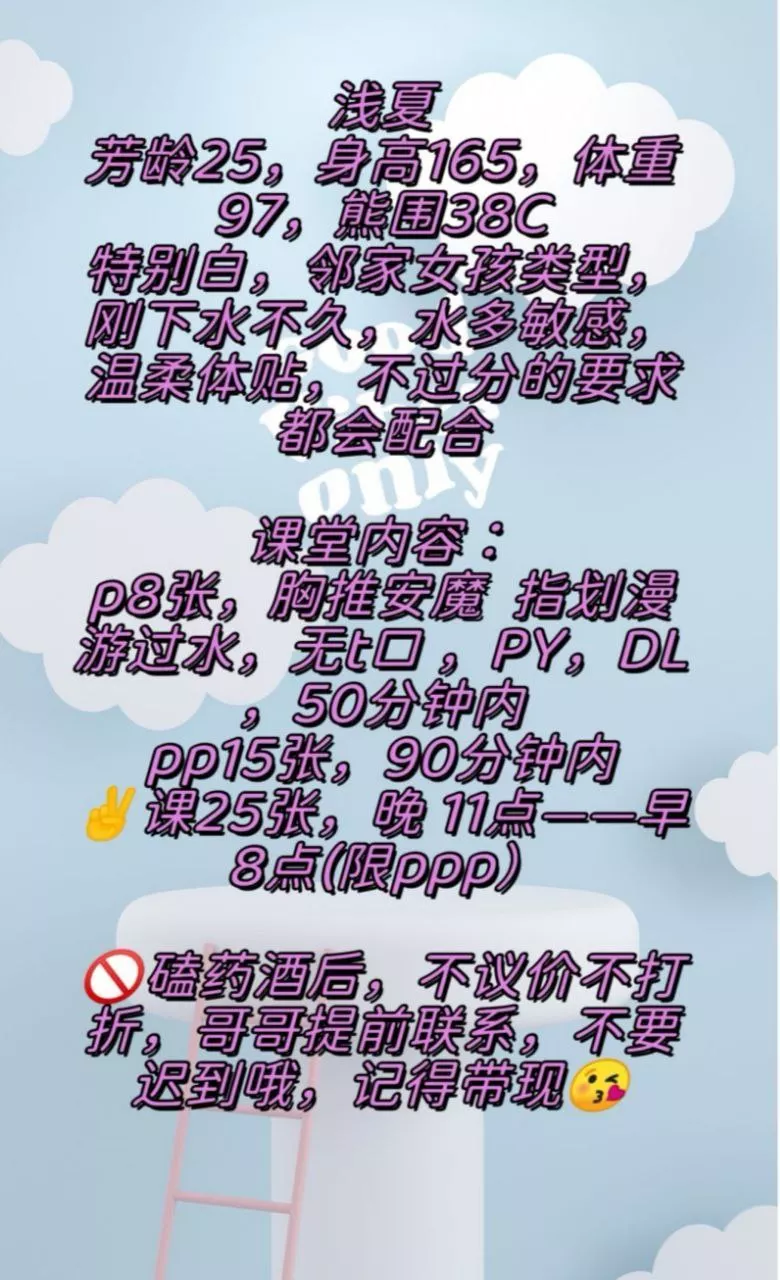 浅夏
芳龄25，身高165，体重
97，熊围38C
特别白，邻家女孩类型，
刚下水不久，水多敏感，
温柔体贴，不过分的要求
都会配合
only
课堂内容：
p8张，胸推安魔 指划漫
游过水，无t口，PY，DL
，50分钟内
pp15张，90分钟内
✌️课25张，晚 11点——早
8点(限ppp）
🚫磕药酒后，不议价不打
折，哥哥提前联系，不要
迟到哦，记得带现😘